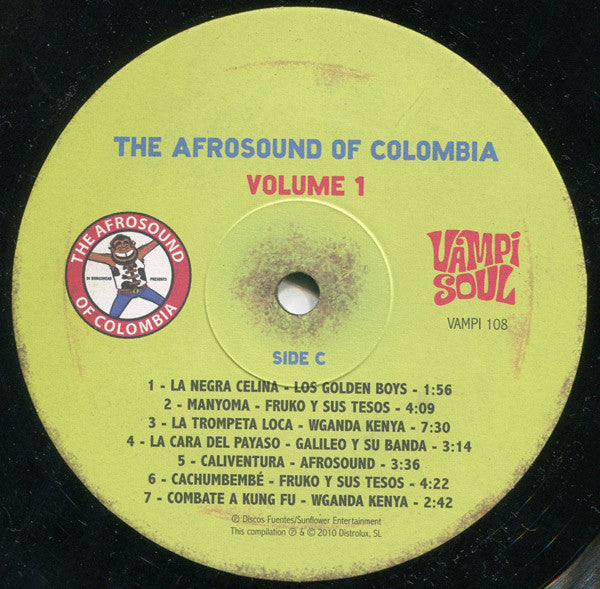 THE AFROSOUND OF COLOMBIA
VOLUME 1
THE AFROSOUND
DJ BONGOHEAD PRESENTS
OF COLOMBIA
VAMPI
SOUL
VAMPI 108
SIDE C
1 - LA NEGRA CELINA - LOS GOLDEN BOYS - 1:56
2 - MANYOMA - FRUKO Y SUS TESOS - 4:09
3 - LA TROMPETA LOCA - WGANDA KENYA - 7:30
4 - LA CARA DEL PAYASO - GALILEO Y SU BANDA - 3:14
5 - CALIVENTURA - AFROSOUND - 3:36
6 - CACHUMBEMBÉ - FRUKO Y SUS TESOS - 4:22
7 - COMBATE A KUNG FU - WGANDA KENYA - 2:42
℗ Discos Fuentes/Sunflower Entertainment
This compilation ℗ & © 2010 Distrolux, SL